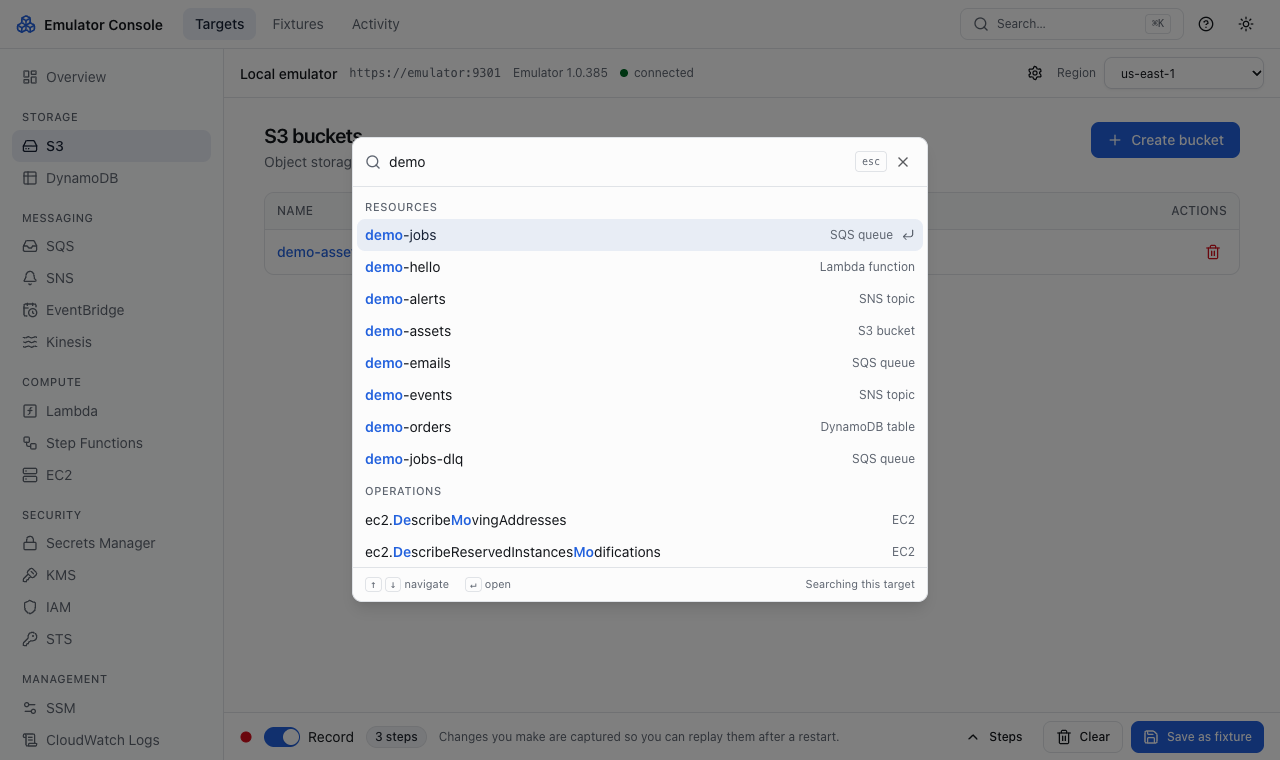 Emulator Console
Targets
Fixtures
Activity
Search...
⌘K
Overview
STORAGE
S3
DynamoDB
MESSAGING
SQS
SNS
EventBridge
Kinesis
COMPUTE
Lambda
Step Functions
EC2
SECURITY
Secrets Manager
KMS
IAM
STS
MANAGEMENT
SSM
CloudWatch Logs
Local emulator
https://emulator:9301
Emulator 1.0.385
connected
Region
us-east-1
S3 buckets
Object storag
Create bucket
NAME
ACTIONS
demo-asse
demo
esc
RESOURCES
demo-jobs SQS queue
demo-hello Lambda function
demo-alerts SNS topic
demo-assets S3 bucket
demo-emails SQS queue
demo-events SNS topic
demo-orders DynamoDB table
demo-jobs-dlq SQS queue
OPERATIONS
ec2.DescribeMovingAddresses EC2
ec2.DescribeReservedInstancesModifications EC2
↑ ↓ navigate ↵ open Searching this target
Record
3 steps
Changes you make are captured so you can replay them after a restart.
Steps
Clear
Save as fixture